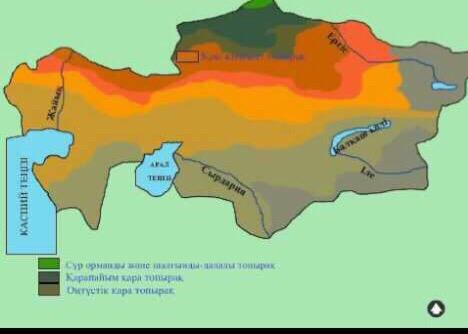 Ертіс
Қара қоңыр топырақ
Жайық
Балқаш көлі
АРАЛ
ТЕҢІЗІ
Сырдария
Іле
КАСПИЙ ТЕҢІЗІ
Сұр орманды және шалғынды-далалы топырақ
Қарапайым қара топырақ
Оңтүстік қара топырақ